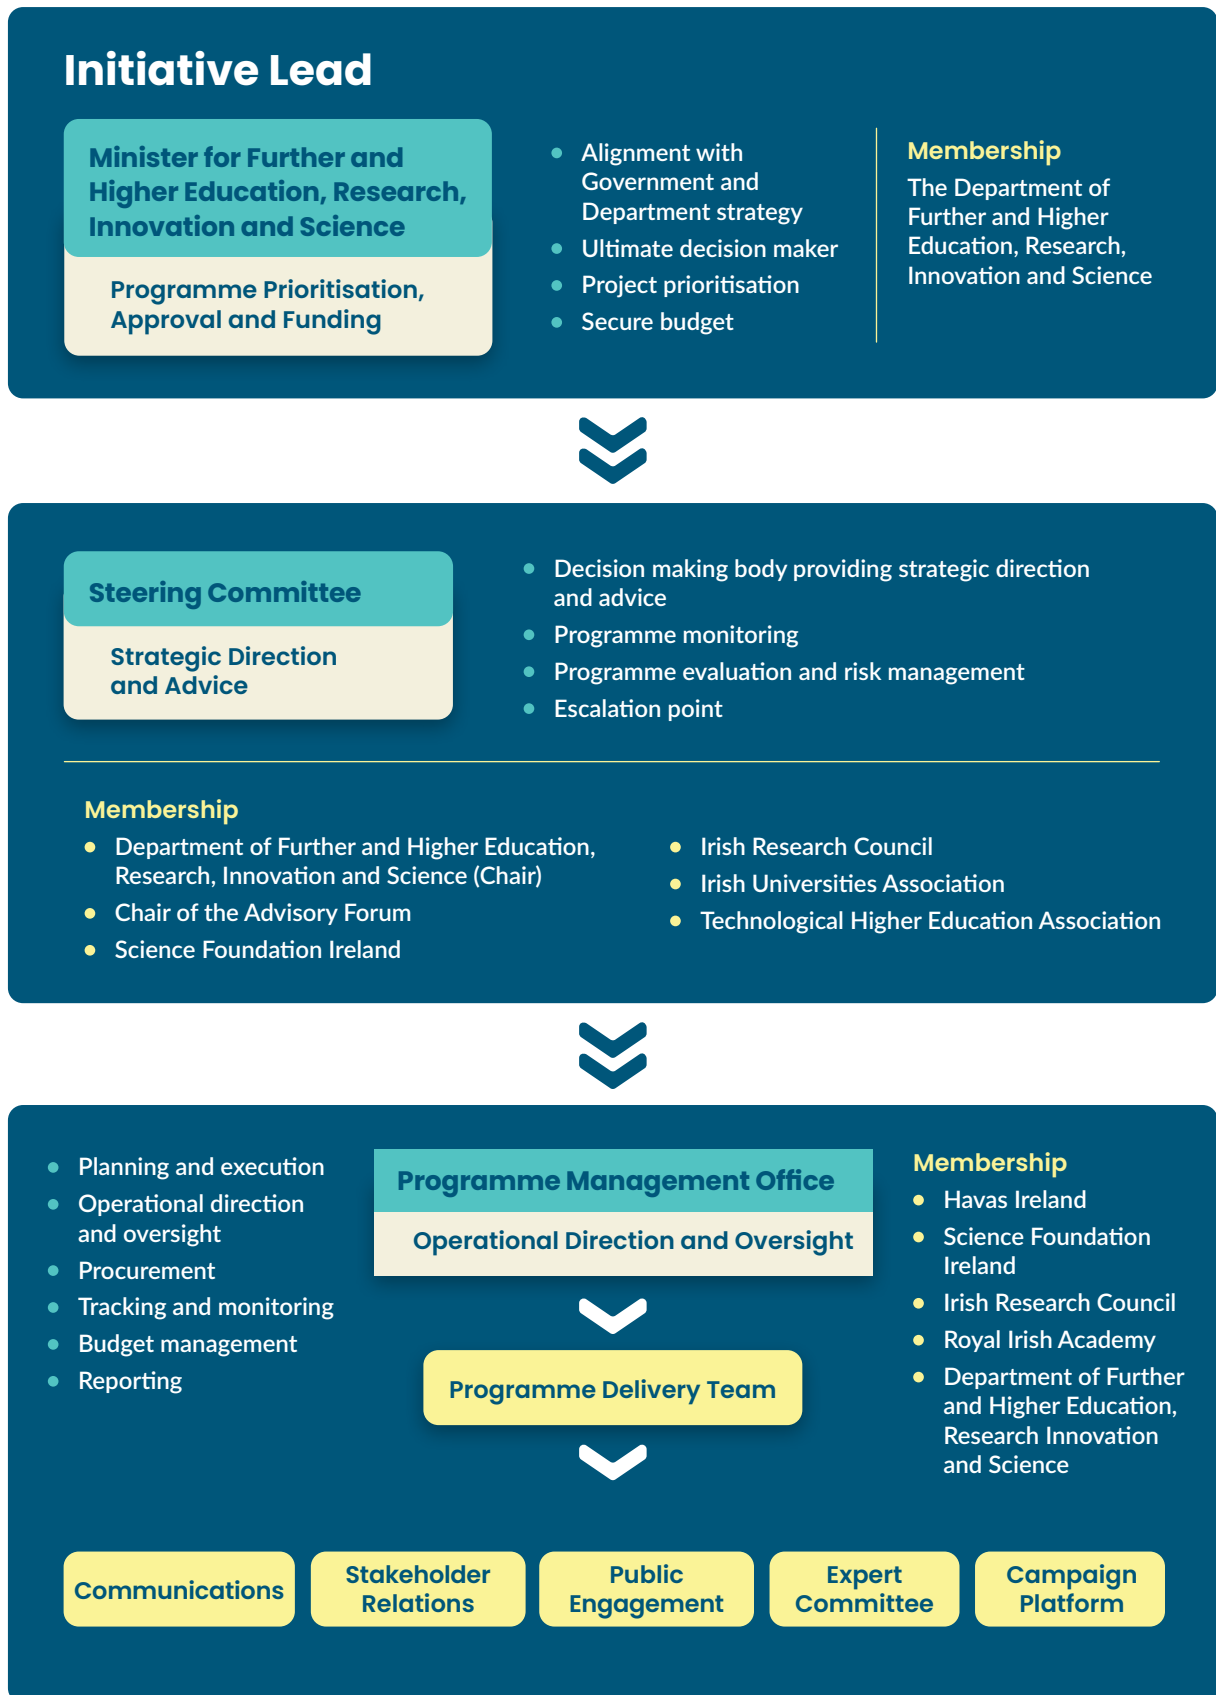 Initiative Lead
Minister for Further and
Higher Education, Research,
Innovation and Science
Programme Prioritisation,
Approval and Funding
Alignment with
Government and
Department strategy
Ultimate decision maker
Project prioritisation
Secure budget
Membership
The Department of
Further and Higher
Education, Research,
Innovation and Science
Steering Committee
Strategic Direction
and Advice
Decision making body providing strategic direction
and advice
Programme monitoring
Programme evaluation and risk management
Escalation point
Membership
Department of Further and Higher Education,
Research, Innovation and Science (Chair)
Chair of the Advisory Forum
Science Foundation Ireland
Irish Research Council
Irish Universities Association
Technological Higher Education Association
Planning and execution
Operational direction
and oversight
Procurement
Tracking and monitoring
Budget management
Reporting
Programme Management Office
Operational Direction and Oversight
Programme Delivery Team
Membership
Havas Ireland
Science Foundation
Ireland
Irish Research Council
Royal Irish Academy
Department of Further
and Higher Education,
Research Innovation
and Science
Communications
Stakeholder
Relations
Public
Engagement
Expert
Committee
Campaign
Platform